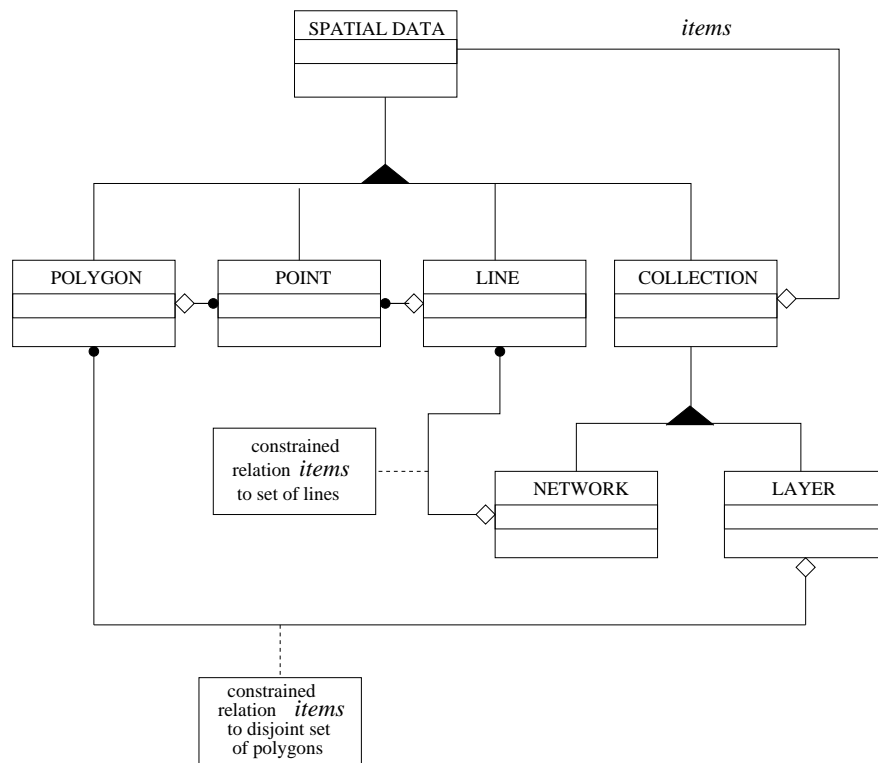 SPATIAL DATA
items
POLYGON
POINT
LINE
COLLECTION
constrained
relation items
to set of lines
NETWORK
LAYER
constrained
relation items
to disjoint set
of polygons